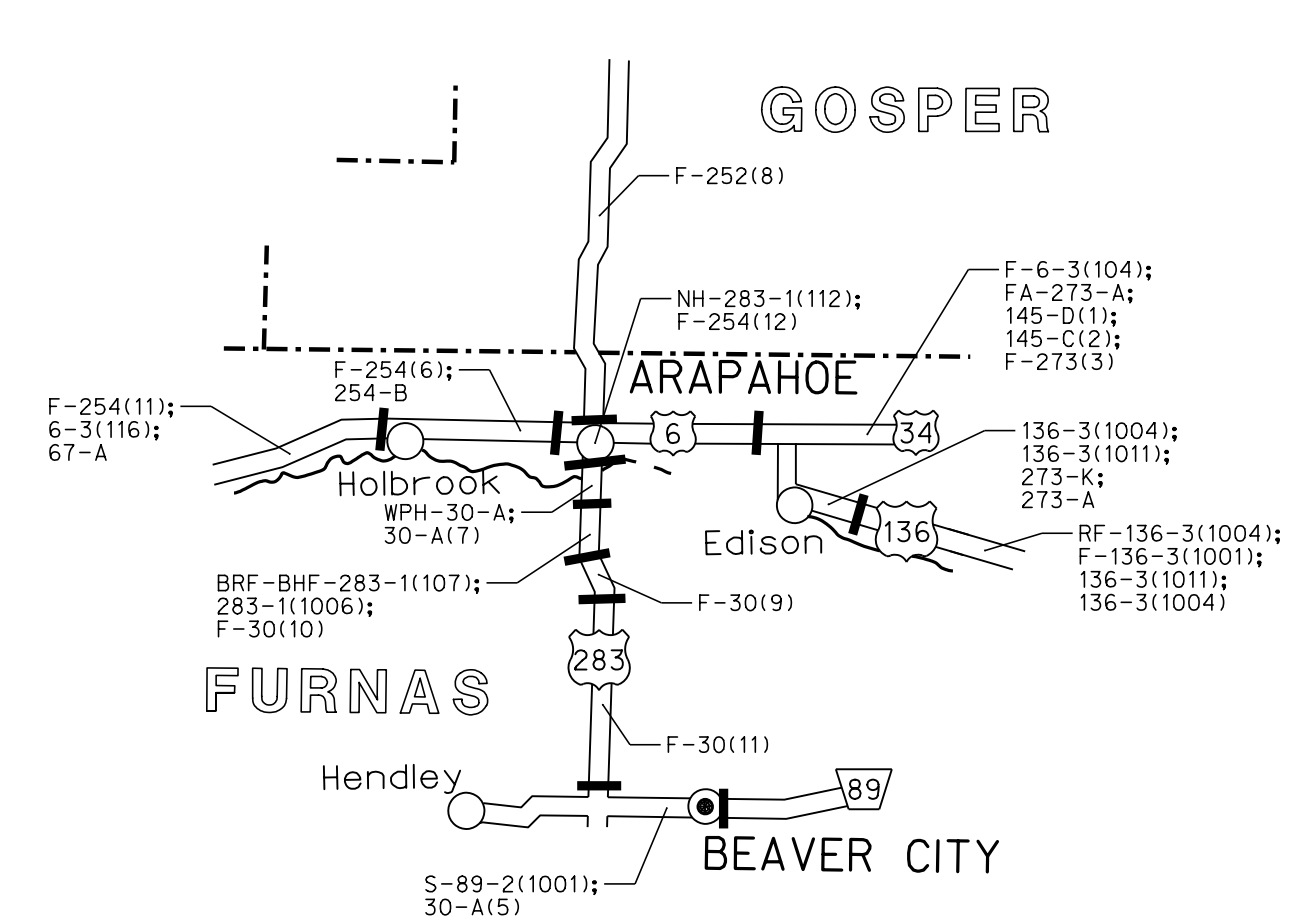 GOSPER
F-252(8)
F-6-3(104);
FA-273-A;
145-D(1);
145-C(2);
F-273(3)
NH-283-1(112);
F-254(12)
ARAPAHOE
F-254(6);
254-B
F-254(11);
6-3(116);
67-A
6
34
136-3(1004);
136-3(1011);
273-K;
273-A
Holbrook
WPH-30-A;
30-A(7)
Edison
136
RF-136-3(1004);
F-136-3(1001);
136-3(1011);
136-3(1004)
BRF-BHF-283-1(107);
283-1(1006);
F-30(10)
F-30(9)
283
FURNAS
F-30(11)
Hendley
89
BEAVER CITY
S-89-2(1001);
30-A(5)